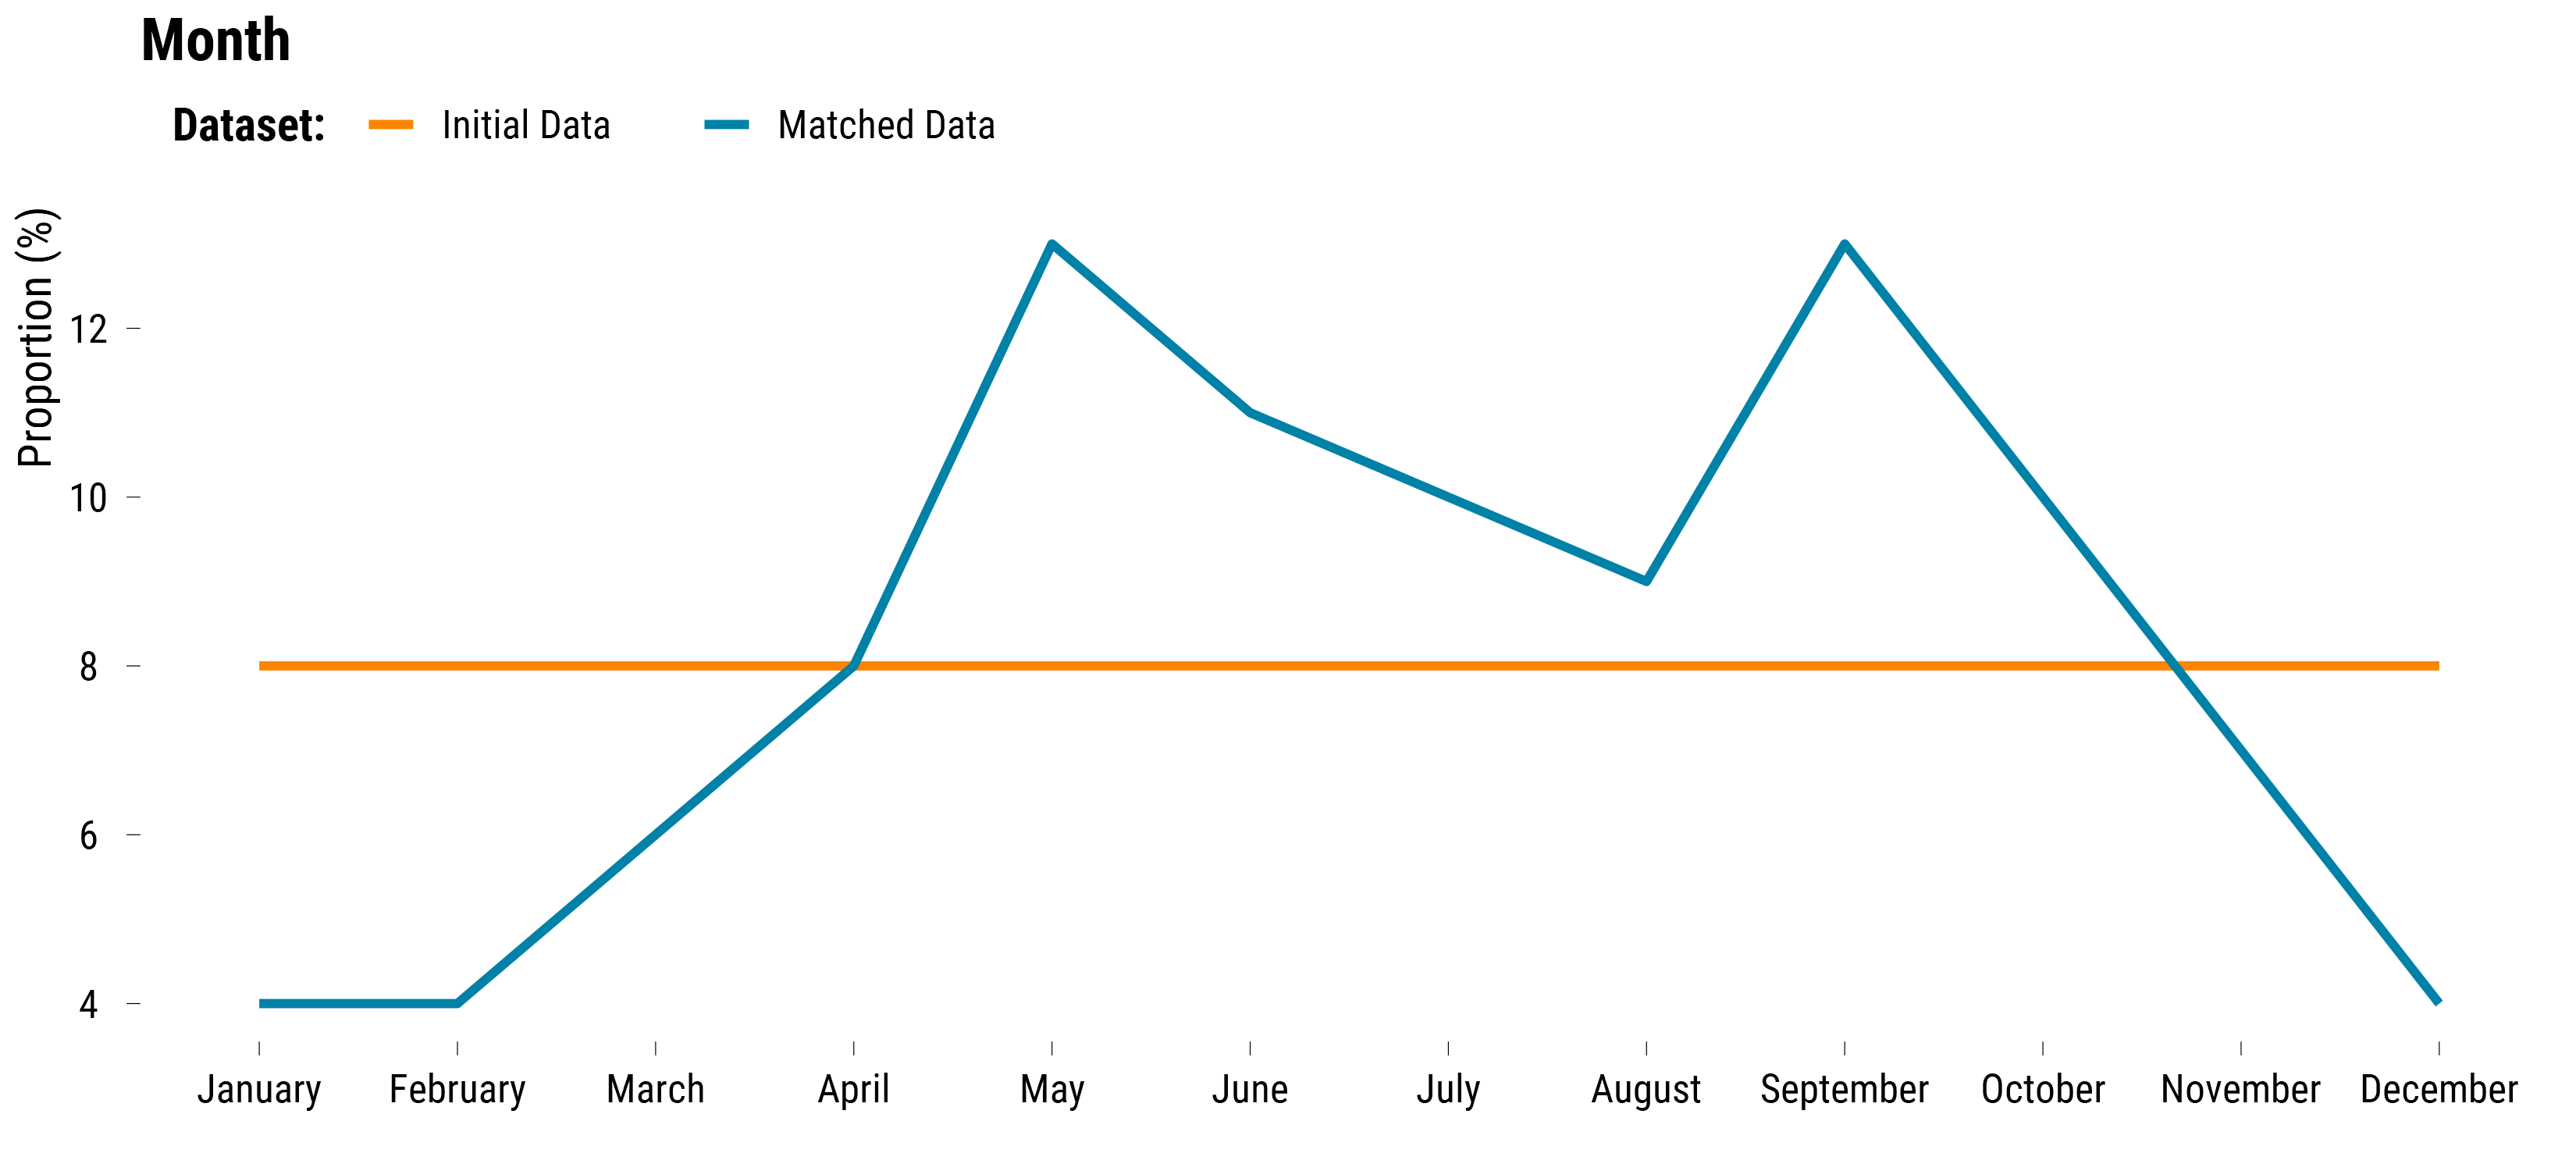 Month
Dataset: Initial Data Matched Data
Proportion (%)
12
10
8
6
4
January February March April May June July August September October November December